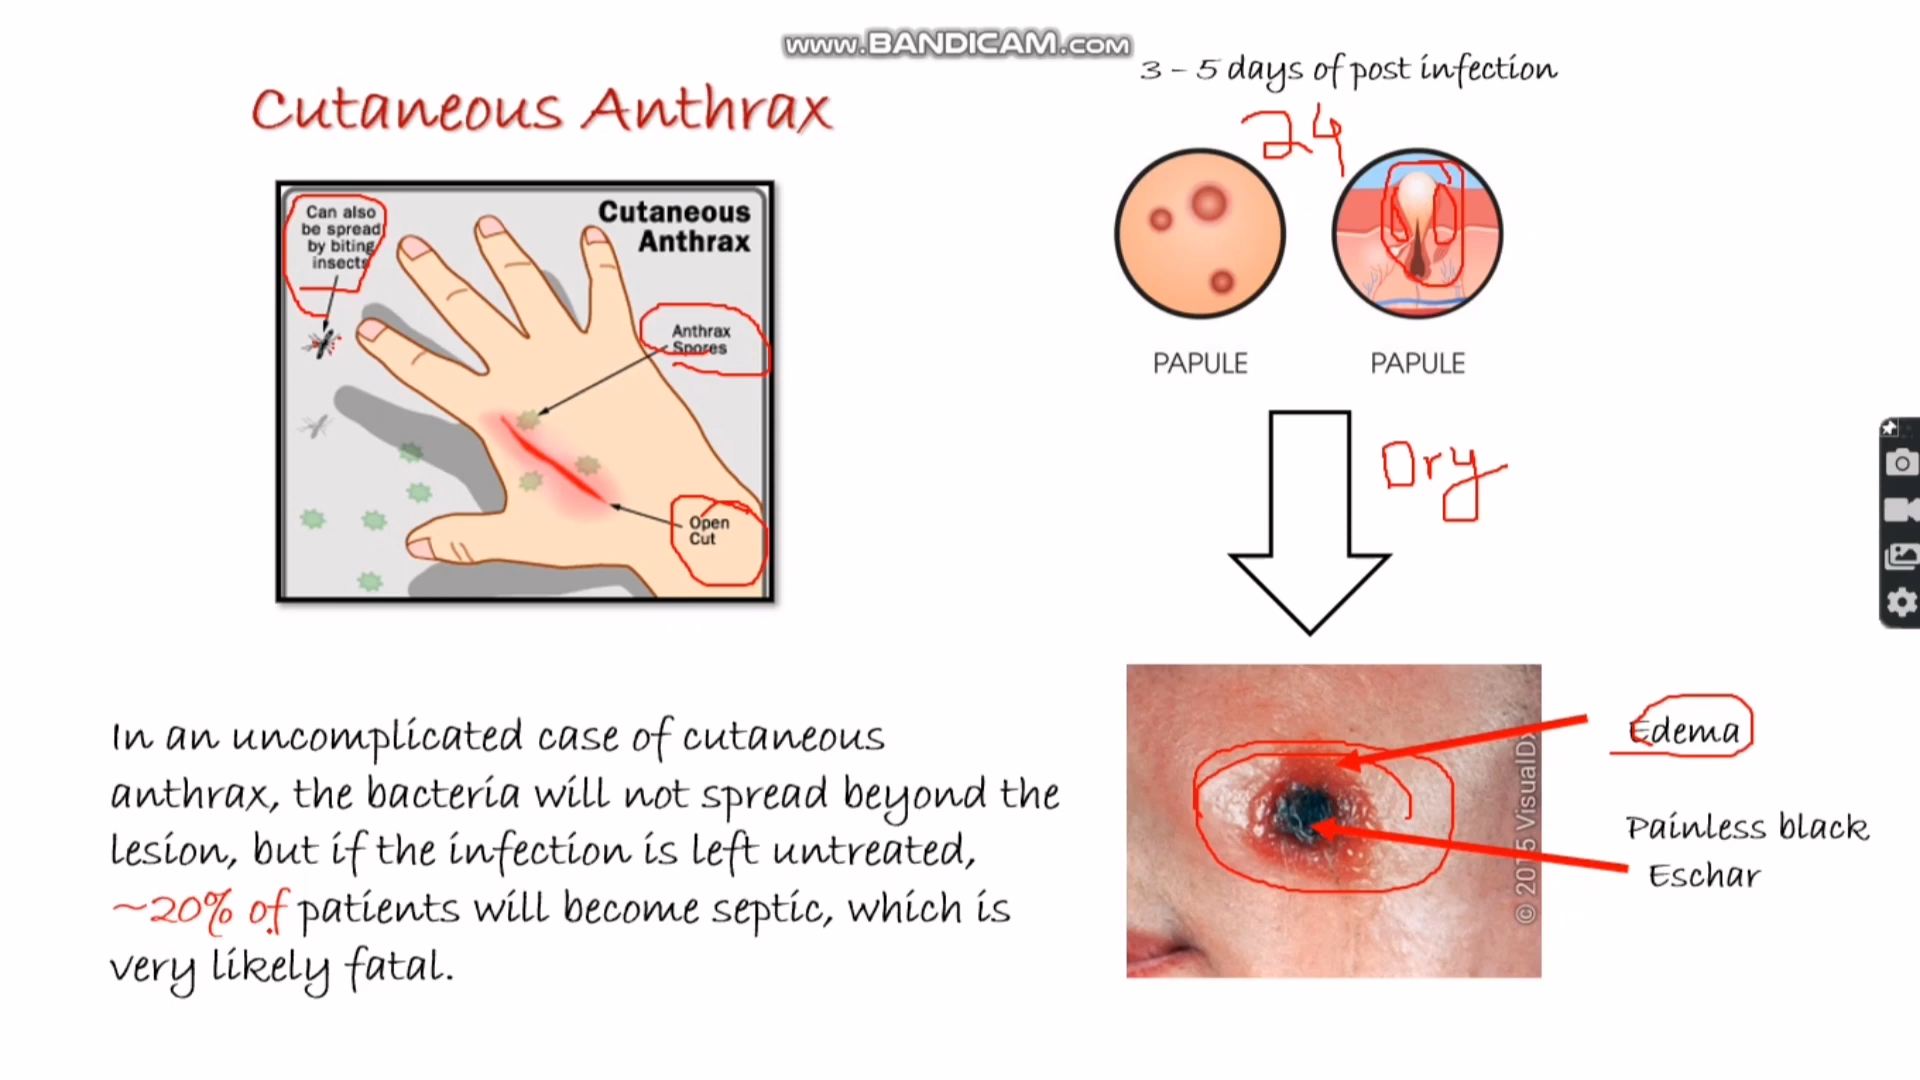 www.BANDICAM.com
3 - 5 days of post infection
Cutaneous Anthrax
24
Can also
be spread
by biting
insects
Cutaneous
Anthrax
Anthrax
Spores
Open
Cut
PAPULE
PAPULE
Dry
Edema
Painless black
Eschar
© 2015 VisualDx
In an uncomplicated case of cutaneous
anthrax, the bacteria will not spread beyond the
lesion, but if the infection is left untreated,
~20% of patients will become septic, which is
very likely fatal.